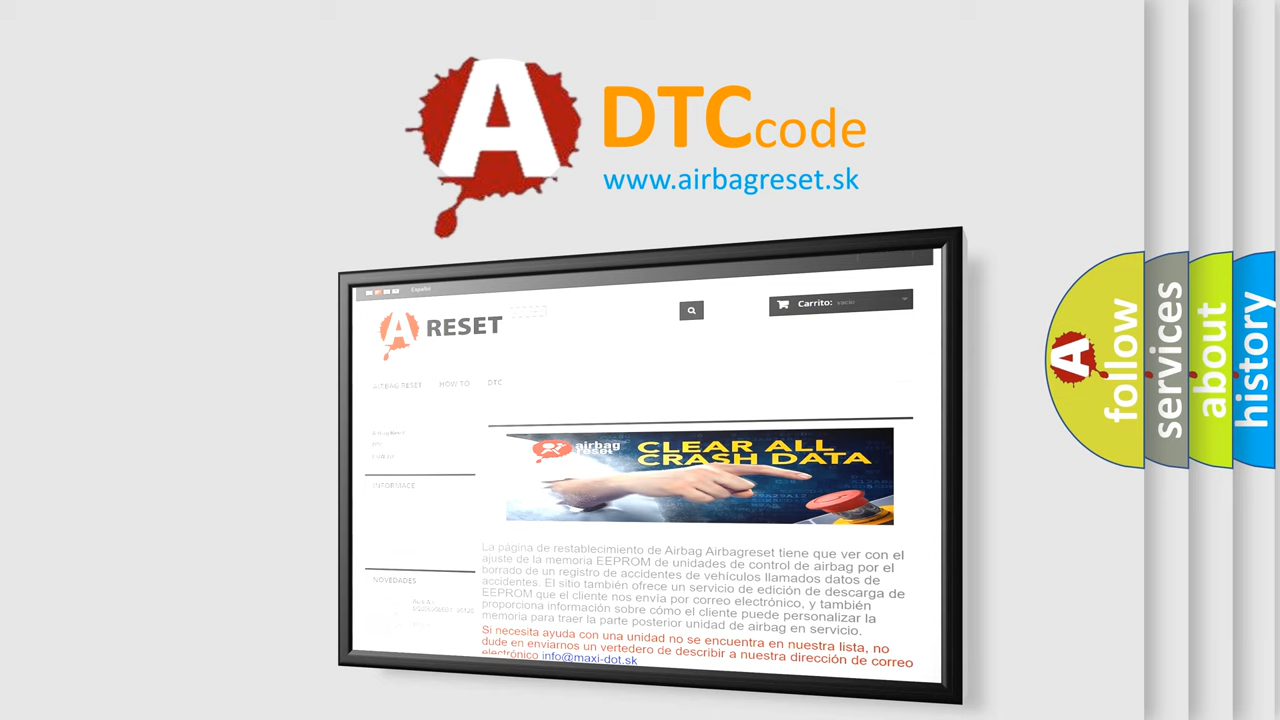 A
DTCcode
www.airbagreset.sk
Español
Carrito: vacío
A RESET
AIRBAG RESET HOW TO DTC
INFORMACE
airbag
reset
CLEAR ALL
CRASH DATA
NOVEDADES
La página de restablecimiento de Airbag Airbagreset tiene que ver con el
ajuste de la memoria EEPROM de unidades de control de airbag por el
borrado de un registro de accidentes de vehículos llamados datos de
accidentes. El sitio también ofrece un servicio de edición de descarga de
EEPROM que el cliente nos envía por correo electrónico, y también
proporciona información sobre cómo el cliente puede personalizar la
memoria para traer la parte posterior unidad de airbag en servicio.
Si necesita ayuda con una unidad no se encuentra en nuestra lista, no
dude en enviarnos un vertedero de describir a nuestra dirección de correo
electrónico info@maxi-dot.sk
A
follow
services
about
history